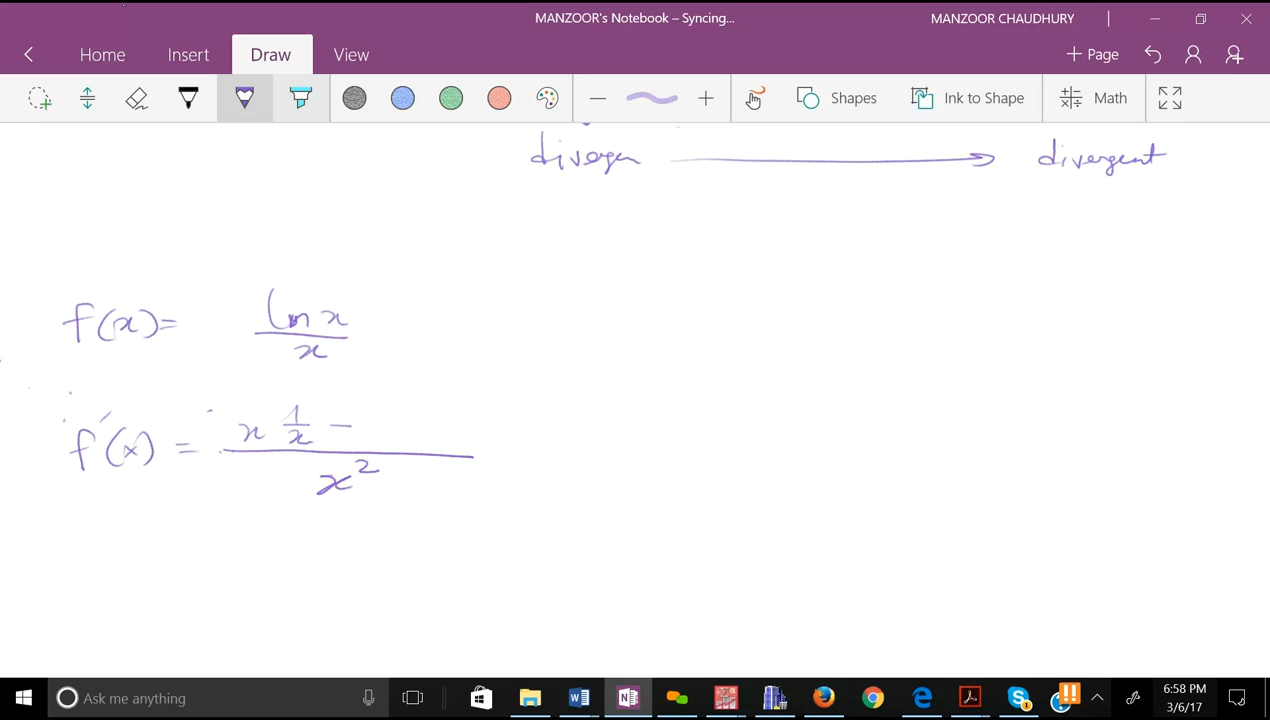 MANZOOR's Notebook – Syncing...
MANZOOR CHAUDHURY
Home Insert Draw View
Page
Shapes
Ink to Shape
Math
divergen → divergent
f(x) = ln x / x
f'(x) = x 1/x − / x²
Ask me anything
6:58 PM
3/6/17